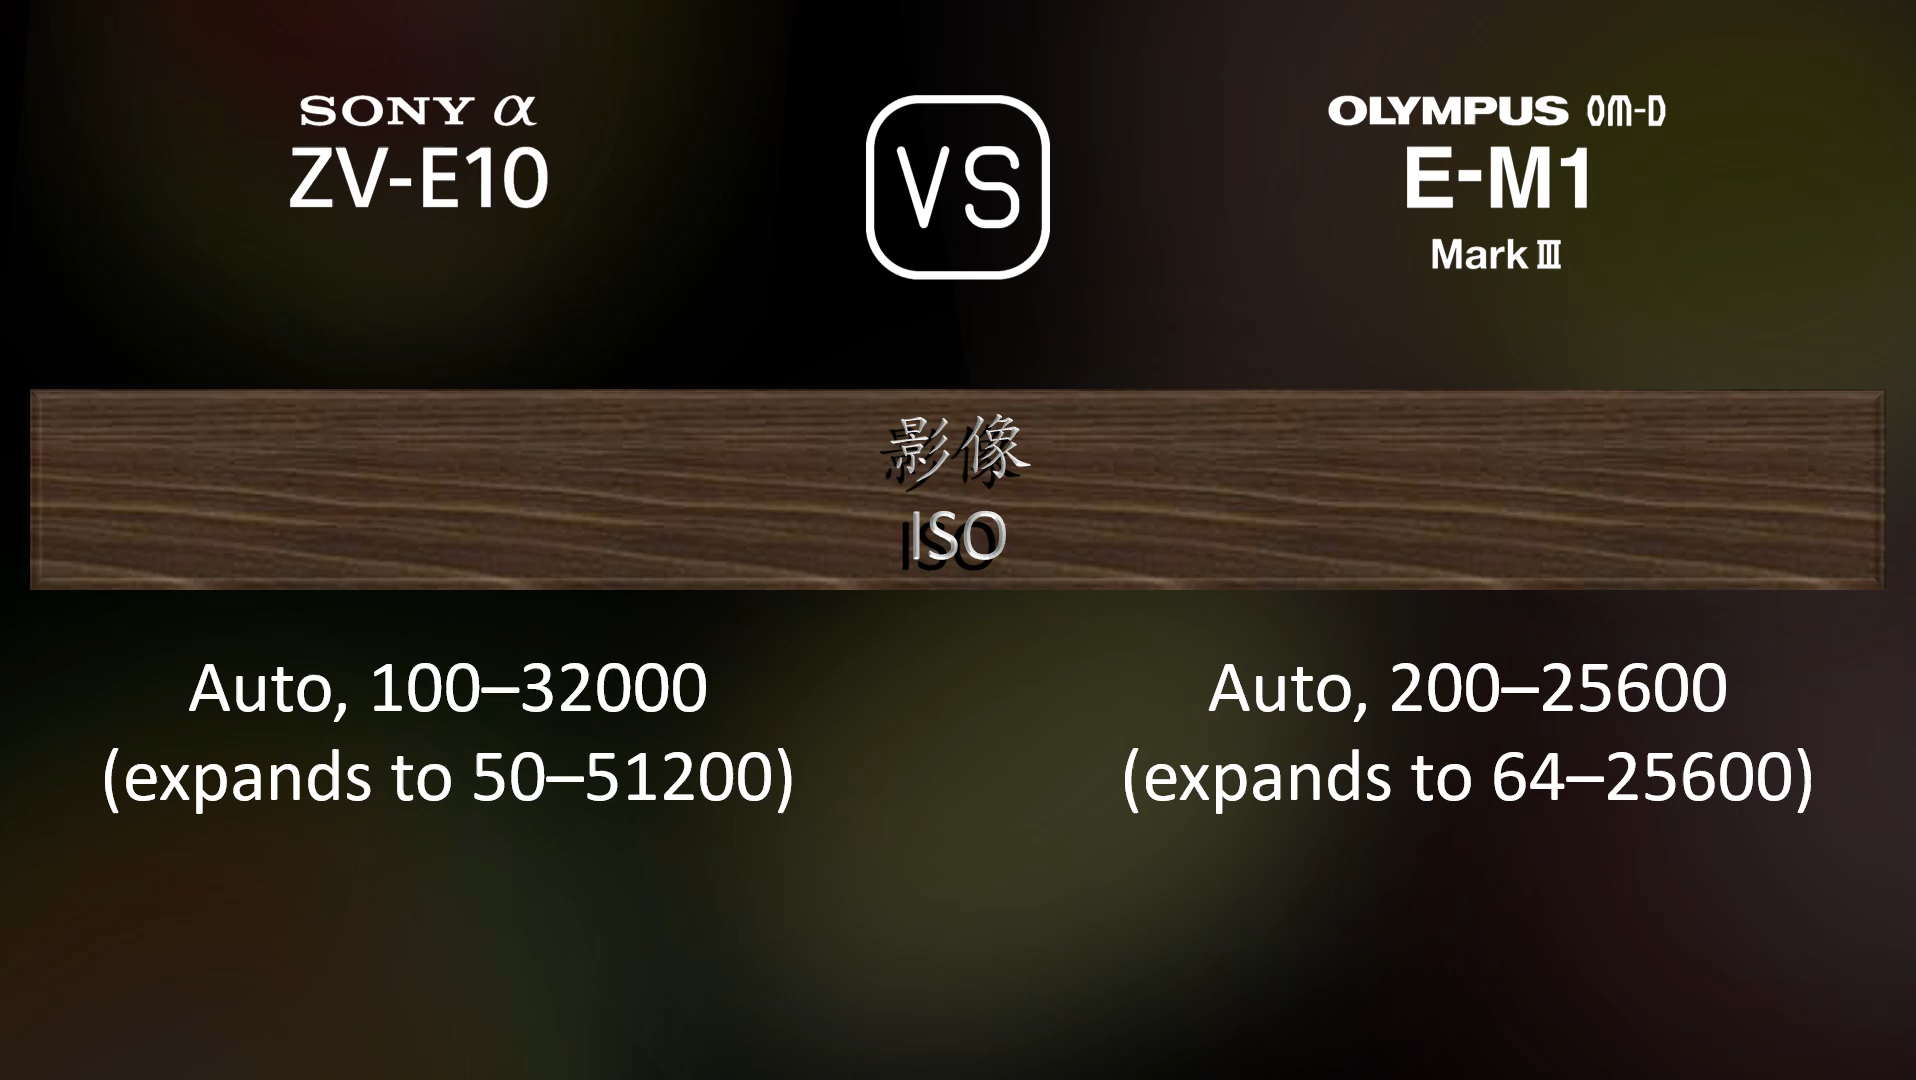 SONY α
ZV-E10
VS
OLYMPUS OM-D
E-M1
Mark III
影像
ISO
Auto, 100–32000
(expands to 50–51200)
Auto, 200–25600
(expands to 64–25600)